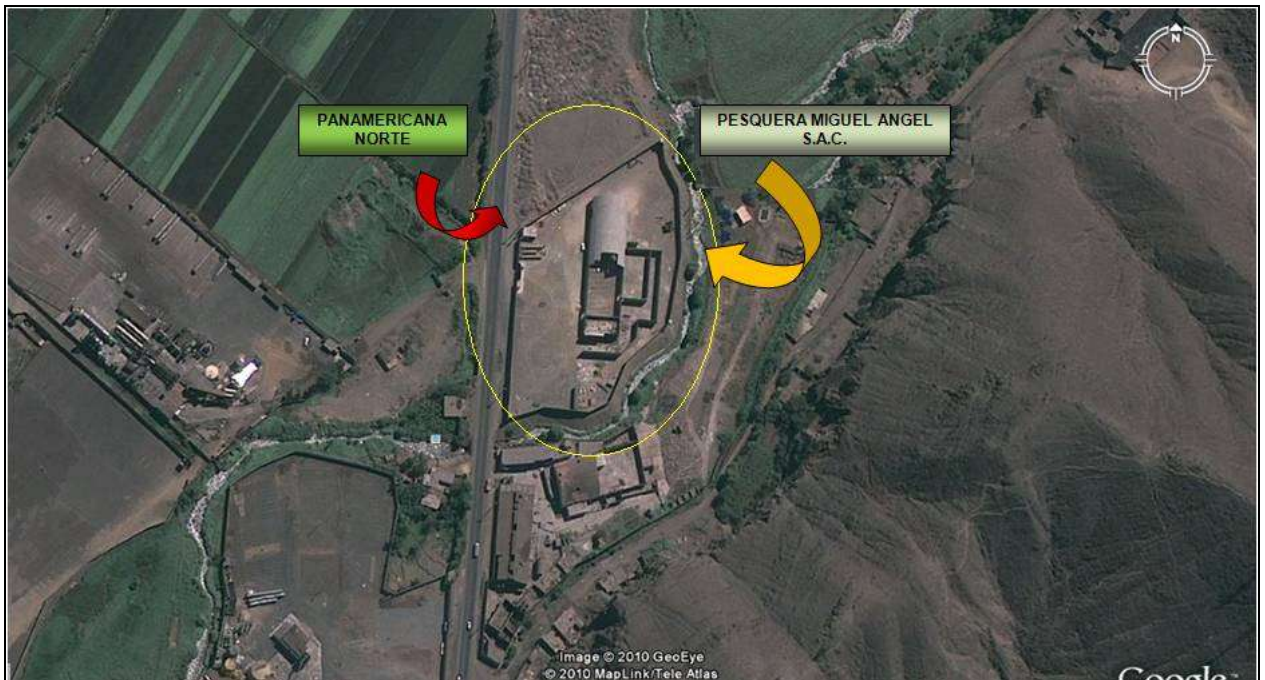 N
PANAMERICANA
NORTE
PESQUERA MIGUEL ANGEL
S.A.C.
Image © 2010 GeoEye
© 2010 MapLink/Tele Atlas
Google